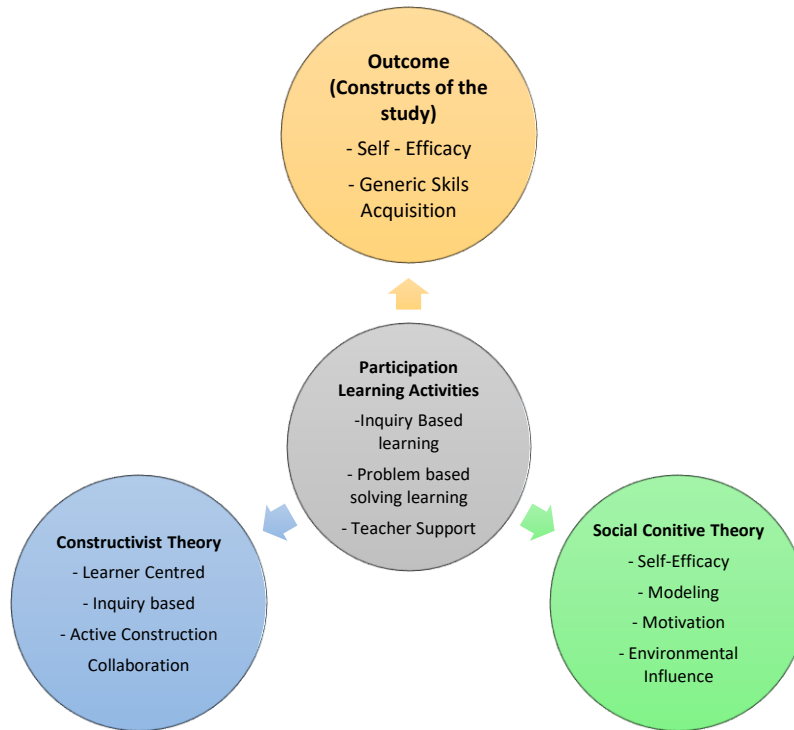 Outcome
(Constructs of the
study)
- Self - Efficacy
- Generic Skils
Acquisition
Participation
Learning Activities
-Inquiry Based
learning
- Problem based
solving learning
- Teacher Support
Constructivist Theory
- Learner Centred
- Inquiry based
- Active Construction
Collaboration
Social Conitive Theory
- Self-Efficacy
- Modeling
- Motivation
- Environmental
Influence